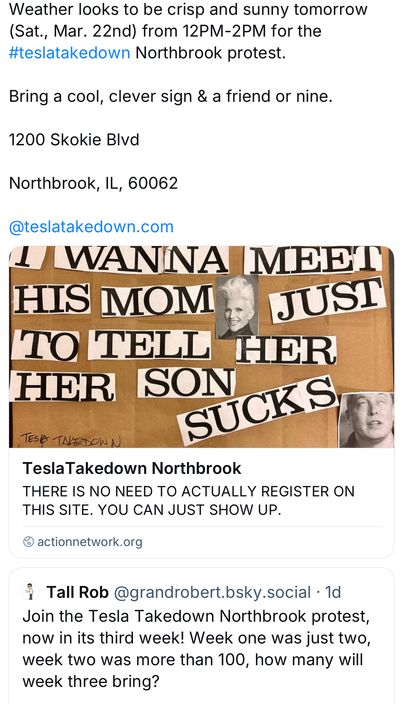 Weather looks to be crisp and sunny tomorrow
(Sat., Mar. 22nd) from 12PM-2PM for the
#teslatakedown Northbrook protest.
Bring a cool, clever sign & a friend or nine.
1200 Skokie Blvd
Northbrook, IL, 60062
@teslatakedown.com
I WANNA MEET
HIS MOM JUST
TO TELL HER
HER SON
SUCKS
TESLA TAKEDOWN
TeslaTakedown Northbrook
THERE IS NO NEED TO ACTUALLY REGISTER ON
THIS SITE. YOU CAN JUST SHOW UP.
actionnetwork.org
Tall Rob @grandrobert.bsky.social · 1d
Join the Tesla Takedown Northbrook protest,
now in its third week! Week one was just two,
week two was more than 100, how many will
week three bring?